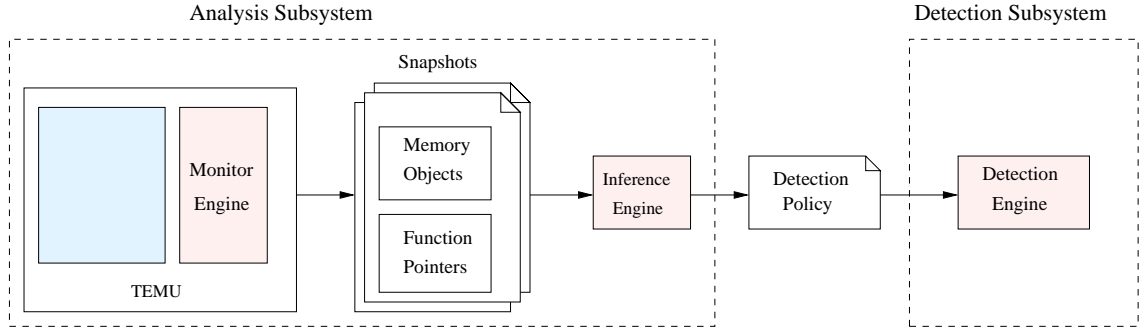 Analysis Subsystem
Detection Subsystem
Snapshots
Monitor
Engine
TEMU
Memory
Objects
Function
Pointers
Inference
Engine
Detection
Policy
Detection
Engine